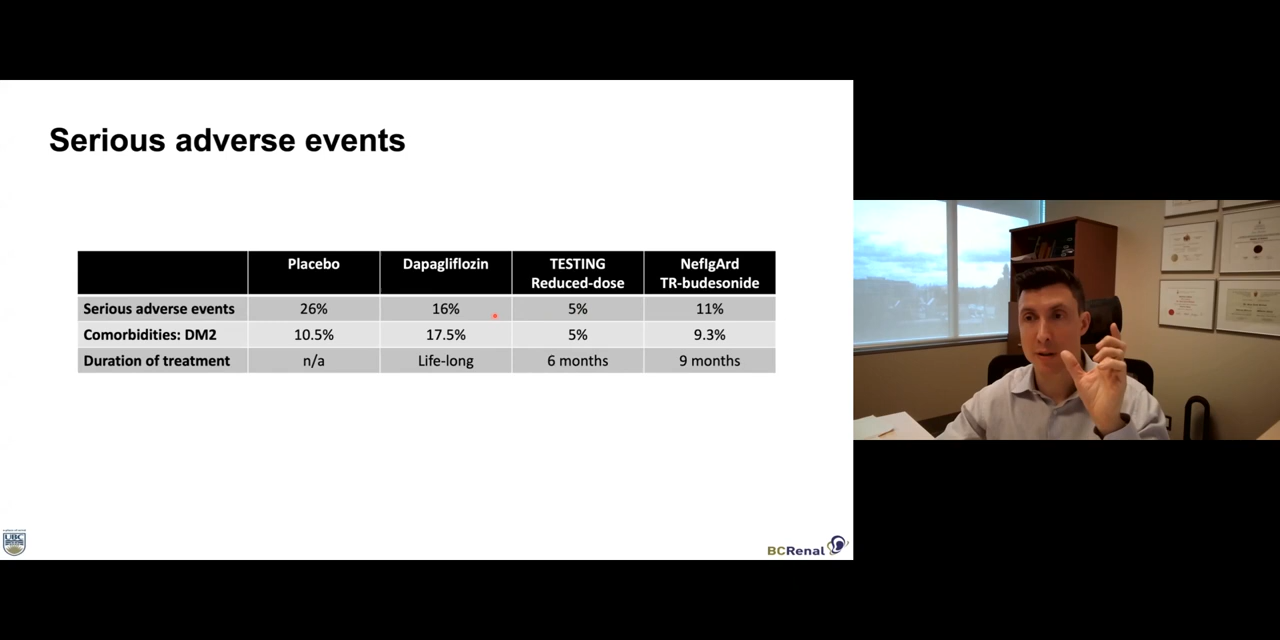 Serious adverse events
Placebo Dapagliflozin TESTING Reduced-dose NefIgArd TR-budesonide
Serious adverse events 26% 16% 5% 11%
Comorbidities: DM2 10.5% 17.5% 5% 9.3%
Duration of treatment n/a Life-long 6 months 9 months
UBC
BCRenal